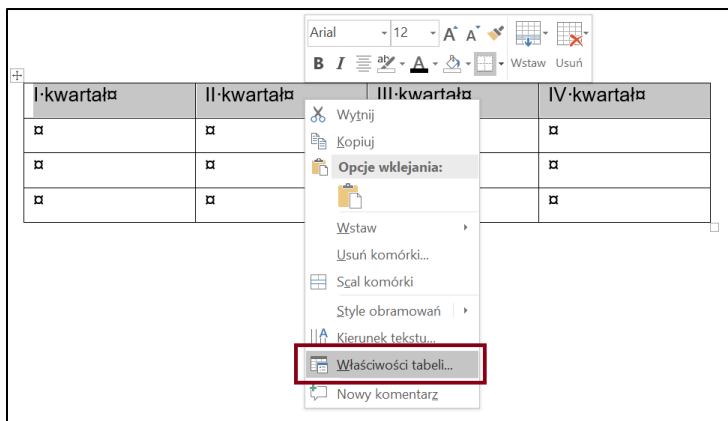 Arial 12 A A
B I ab A Wstaw Usuń
I·kwartał¤ II·kwartał¤ III·kwartał¤ IV·kwartał¤
¤ ¤ ¤
¤ ¤ ¤
¤ ¤ ¤
Wytnij
Kopiuj
Opcje wklejania:
Wstaw
Usuń komórki...
Scal komórki
Style obramowań
Kierunek tekstu...
Właściwości tabeli...
Nowy komentarz